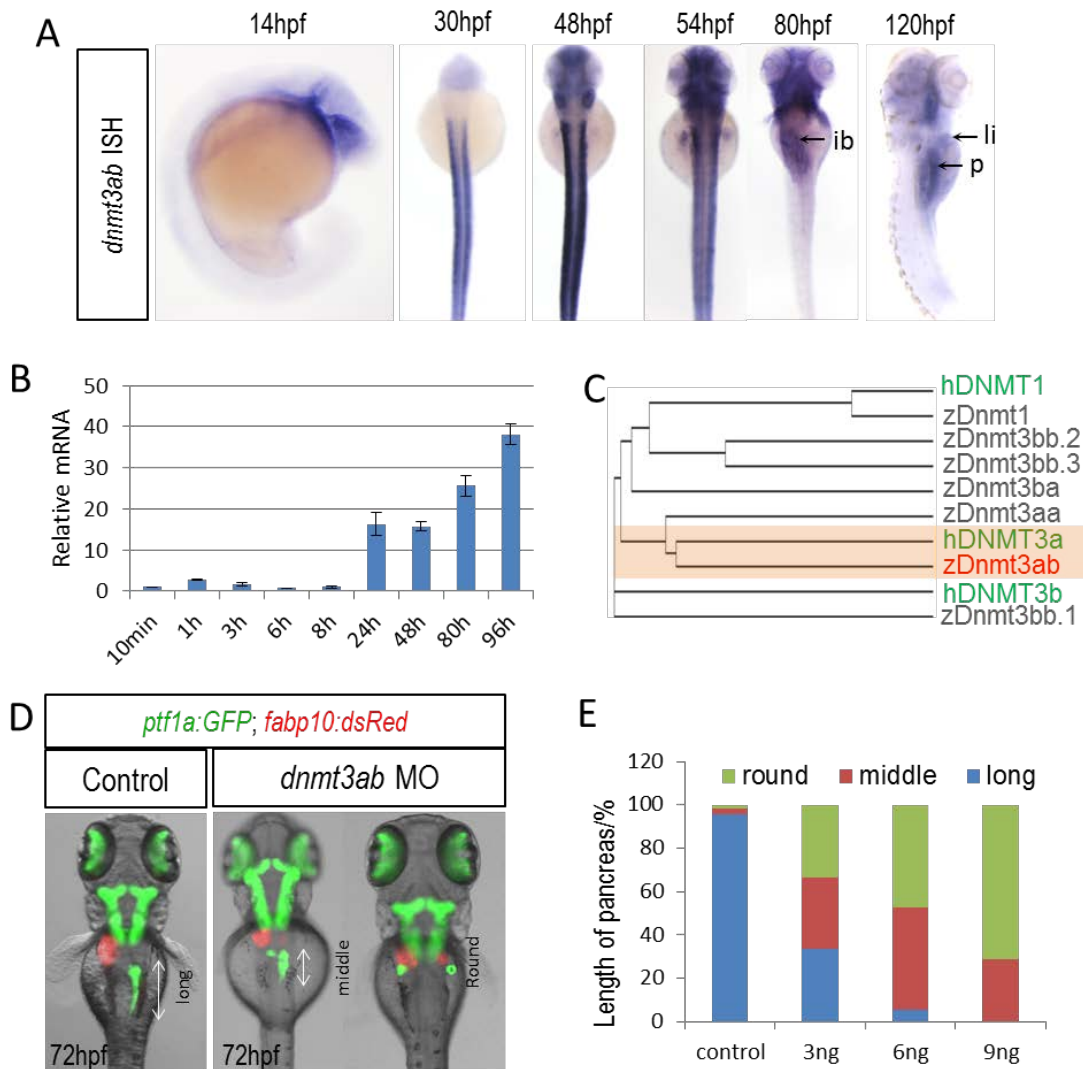 A
14hpf
30hpf
48hpf
54hpf
80hpf
120hpf
dnmt3ab ISH
ib
li
p
B
Relative mRNA
50
40
30
20
10
0
10min
1h
3h
6h
8h
24h
48h
80h
96h
C
hDNMT1
zDnmt1
zDnmt3bb.2
zDnmt3bb.3
zDnmt3ba
zDnmt3aa
hDNMT3a
zDnmt3ab
hDNMT3b
zDnmt3bb.1
D
ptf1a:GFP; fabp10:dsRed
Control
dnmt3ab MO
long
middle
Round
72hpf
72hpf
E
Length of pancreas/%
120
100
80
60
40
20
0
round
middle
long
control
3ng
6ng
9ng